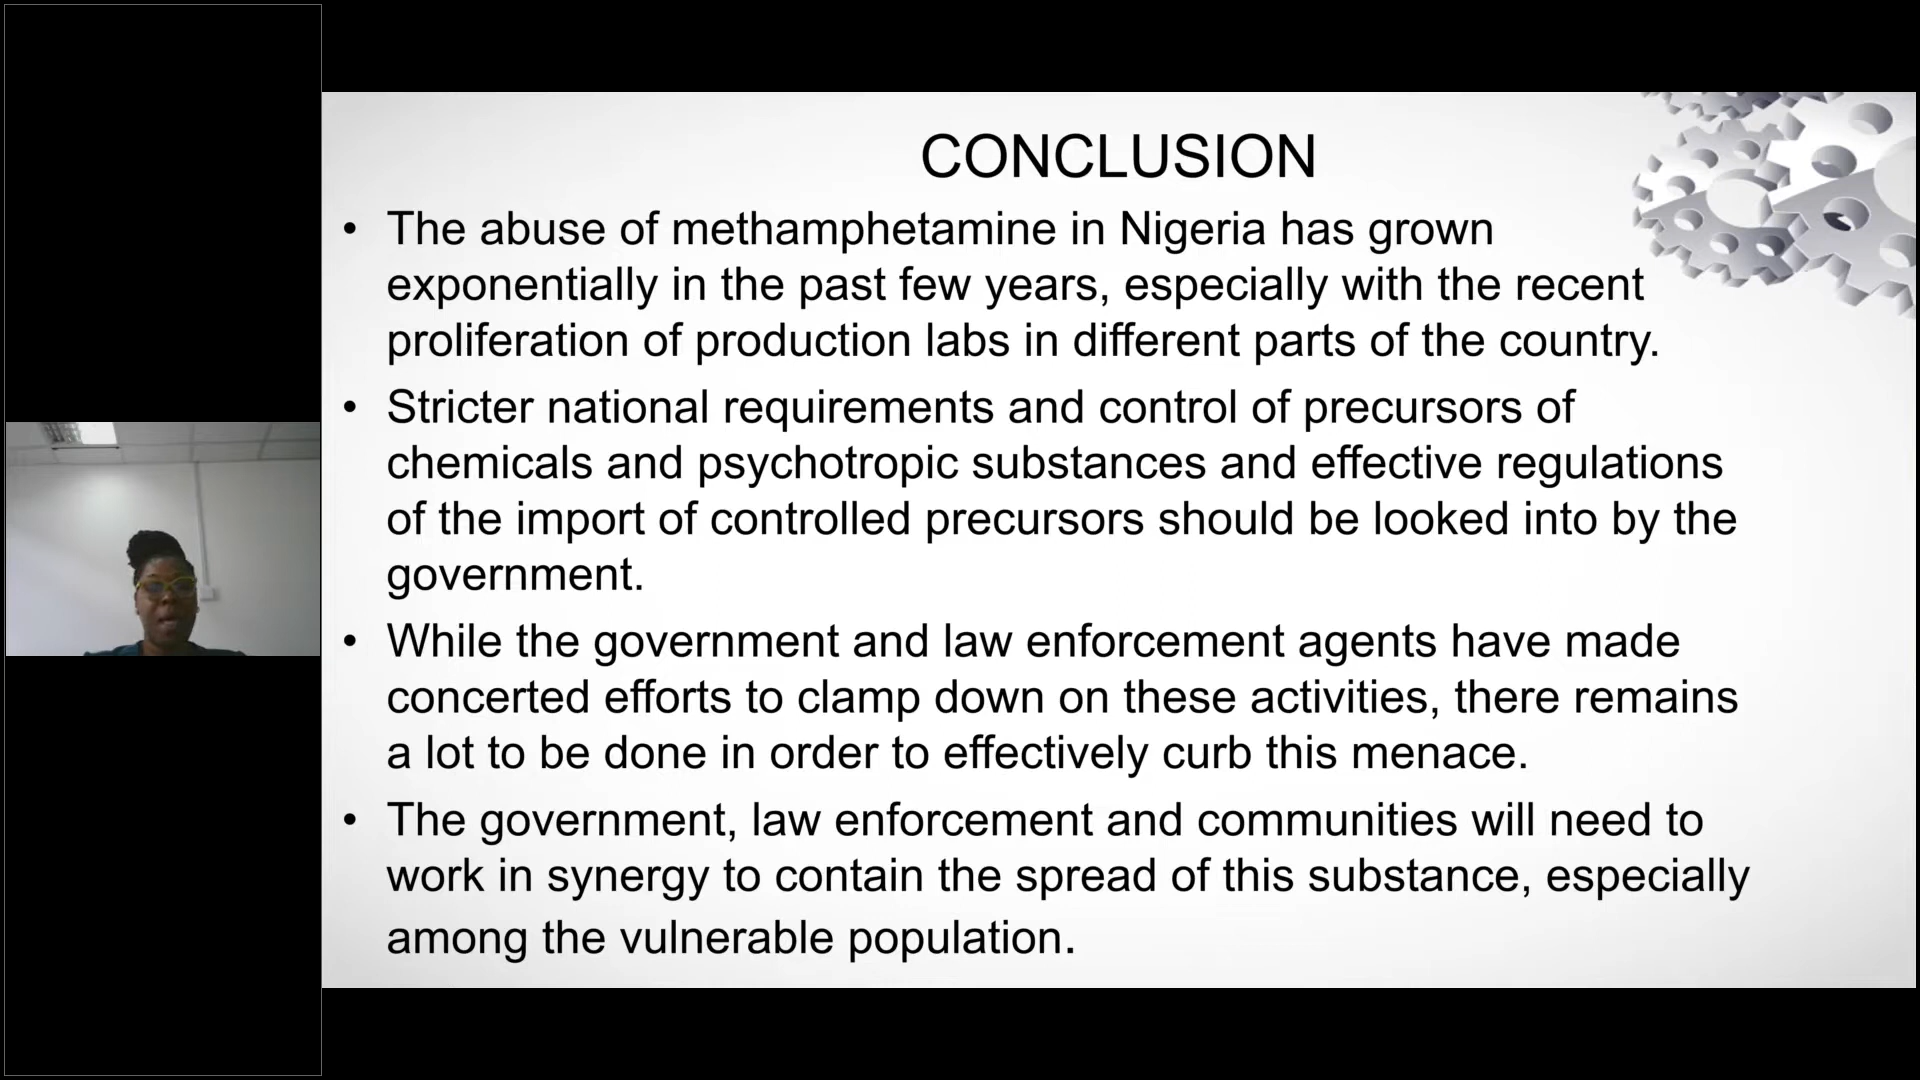 CONCLUSION
• The abuse of methamphetamine in Nigeria has grown
exponentially in the past few years, especially with the recent
proliferation of production labs in different parts of the country.
• Stricter national requirements and control of precursors of
chemicals and psychotropic substances and effective regulations
of the import of controlled precursors should be looked into by the
government.
• While the government and law enforcement agents have made
concerted efforts to clamp down on these activities, there remains
a lot to be done in order to effectively curb this menace.
• The government, law enforcement and communities will need to
work in synergy to contain the spread of this substance, especially
among the vulnerable population.